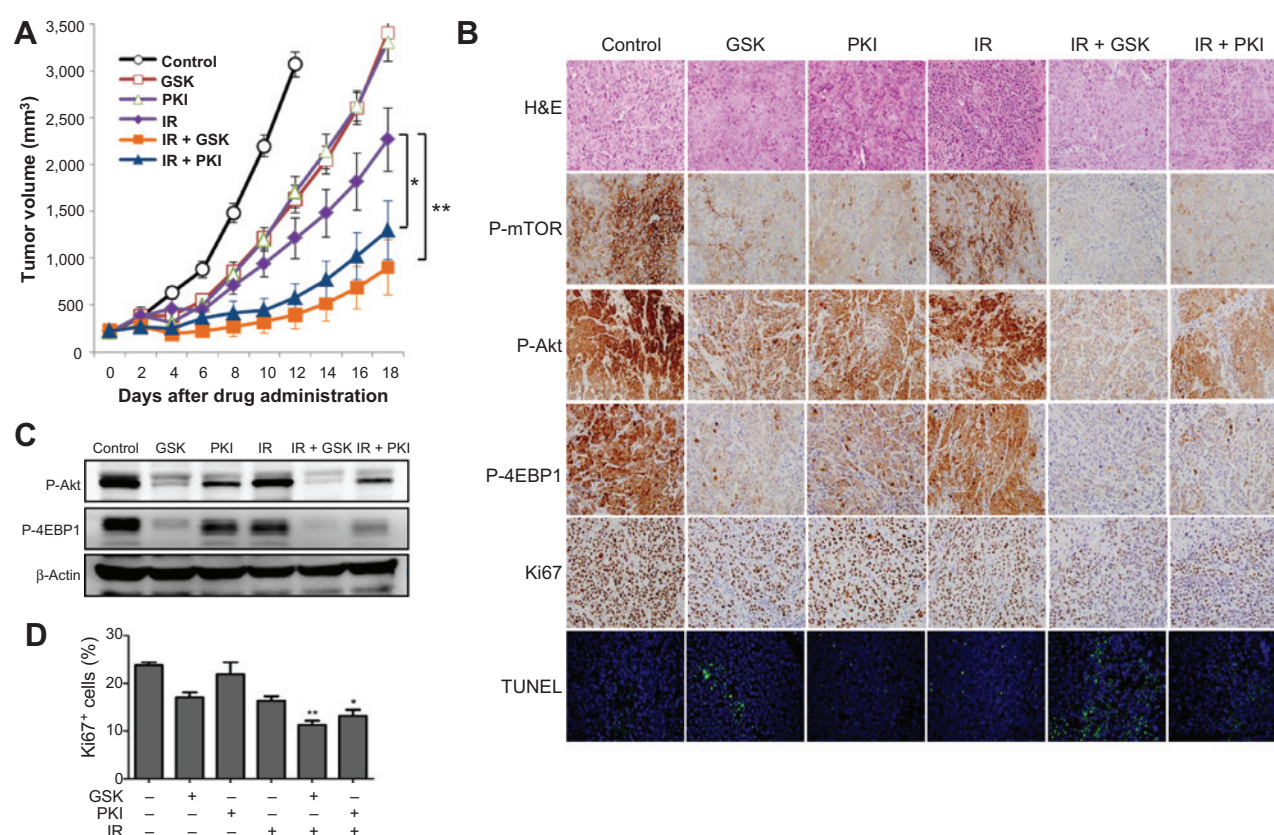 A
3,500
3,000
2,500
2,000
1,500
1,000
500
0
Tumor volume (mm³)
Control
GSK
PKI
IR
IR + GSK
IR + PKI
*
**
0 2 4 6 8 10 12 14 16 18
Days after drug administration
B
Control GSK PKI IR IR + GSK IR + PKI
H&E
P-mTOR
P-Akt
P-4EBP1
Ki67
TUNEL
C
Control GSK PKI IR IR + GSK IR + PKI
P-Akt
P-4EBP1
β-Actin
D
30
20
10
0
Ki67⁺ cells (%)
** *
GSK – + – – + –
PKI – – + – – +
IR – – – + + +